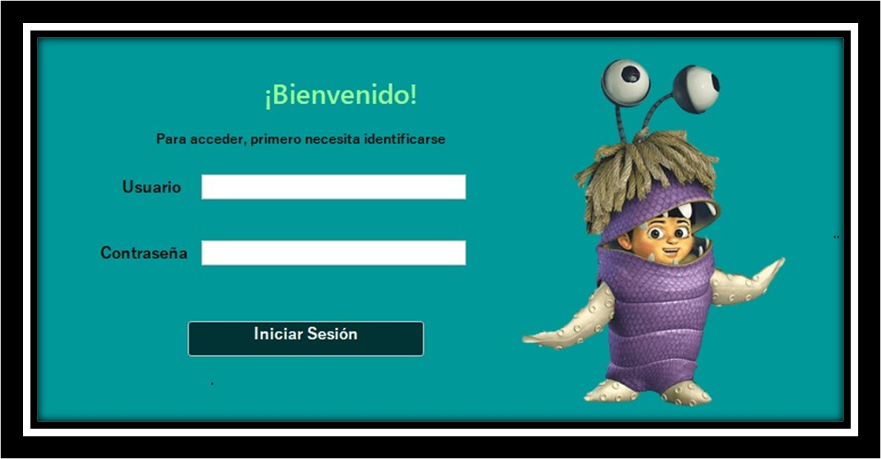 ¡Bienvenido!
Para acceder, primero necesita identificarse
Usuario
Contraseña
Iniciar Sesión